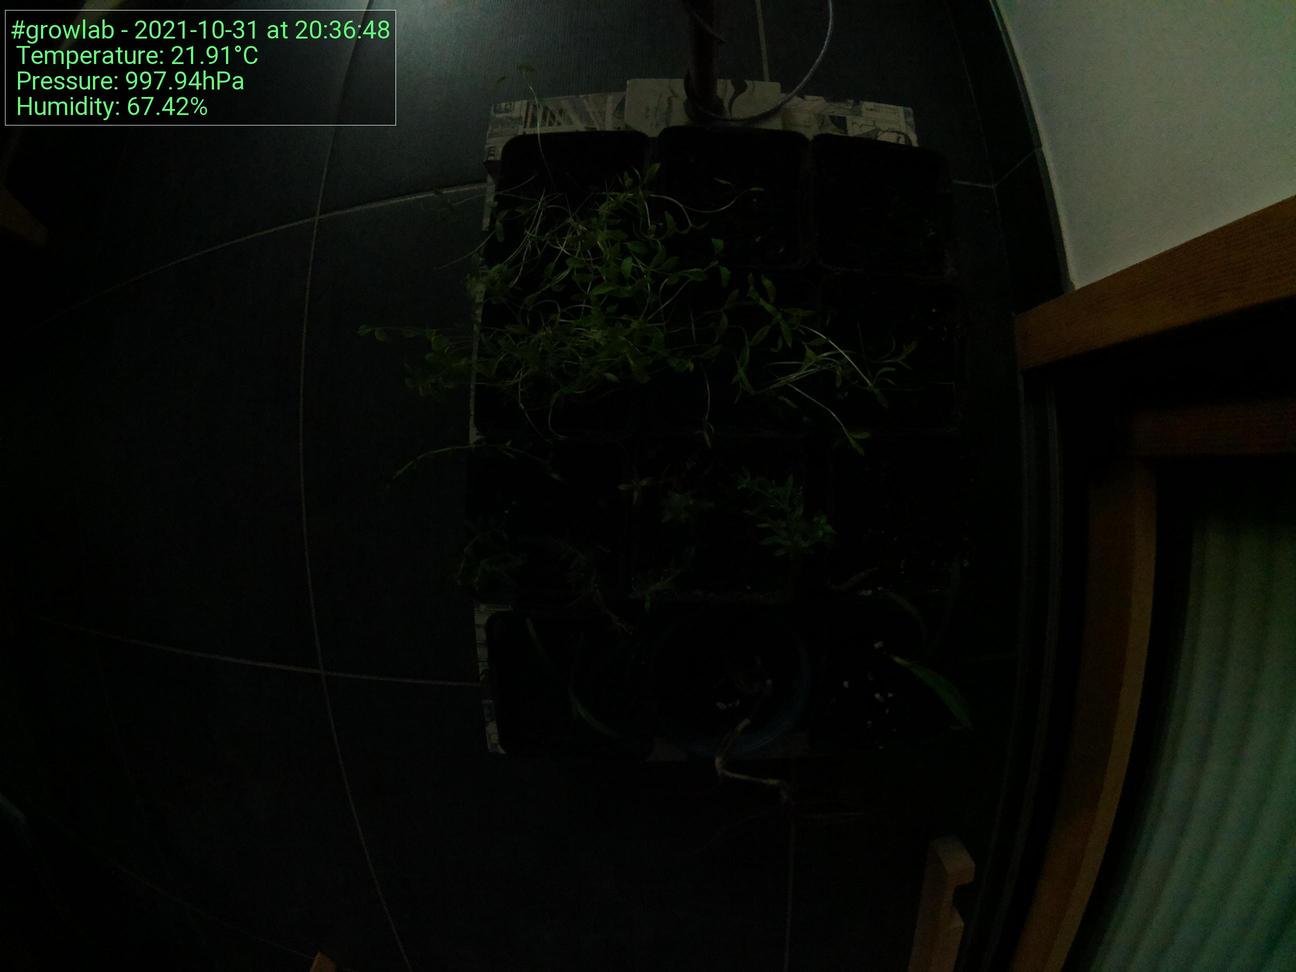 #growlab - 2021-10-31 at 20:36:48
Temperature: 21.91°C
Pressure: 997.94hPa
Humidity: 67.42%